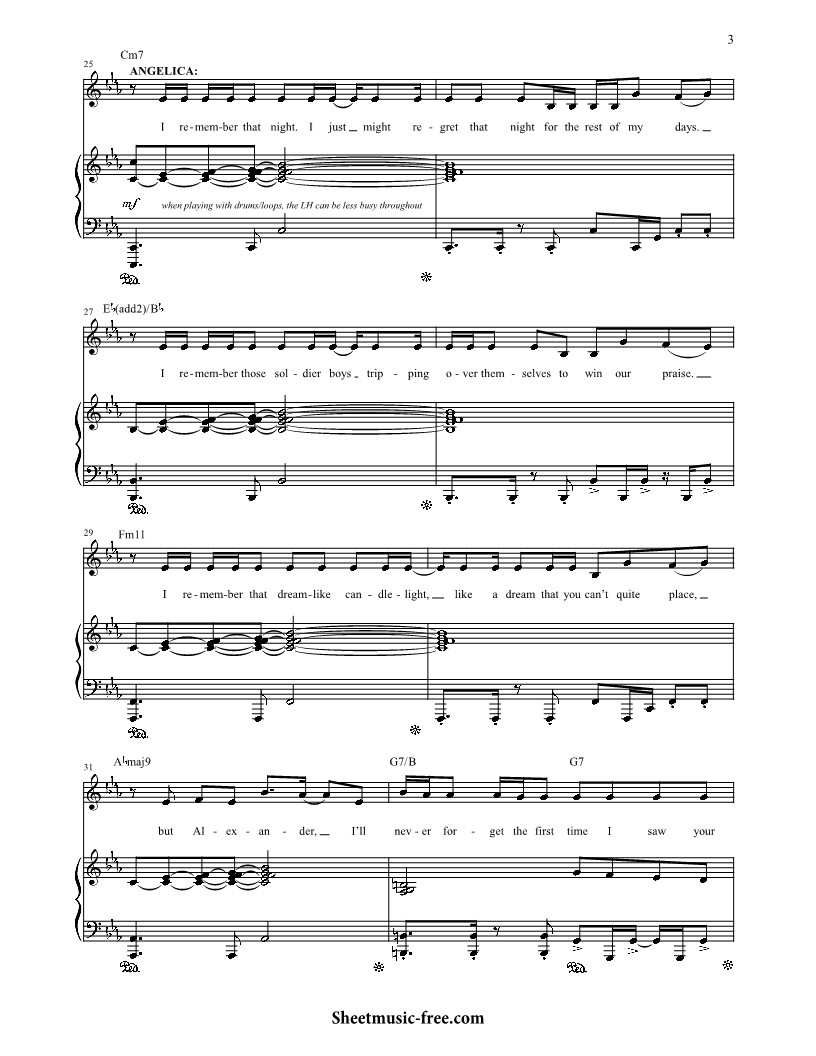 3
Cm7
25
ANGELICA:
I re - mem - ber that night. I just might re - gret that night for the rest of my days.
mf
when playing with drums/loops, the LH can be less busy throughout
Ped.
27 E♭(add2)/B♭
I re - mem - ber those sol - dier boys trip - ping o - ver them - selves to win our praise.
Ped.
29 Fm11
I re - mem - ber that dream - like can - dle - light, like a dream that you can't quite place,
Ped.
31 A♭maj9 G7/B G7
but Al - ex - an - der, I'll nev - er for - get the first time I saw your
Ped. Ped.
Sheetmusic-free.com